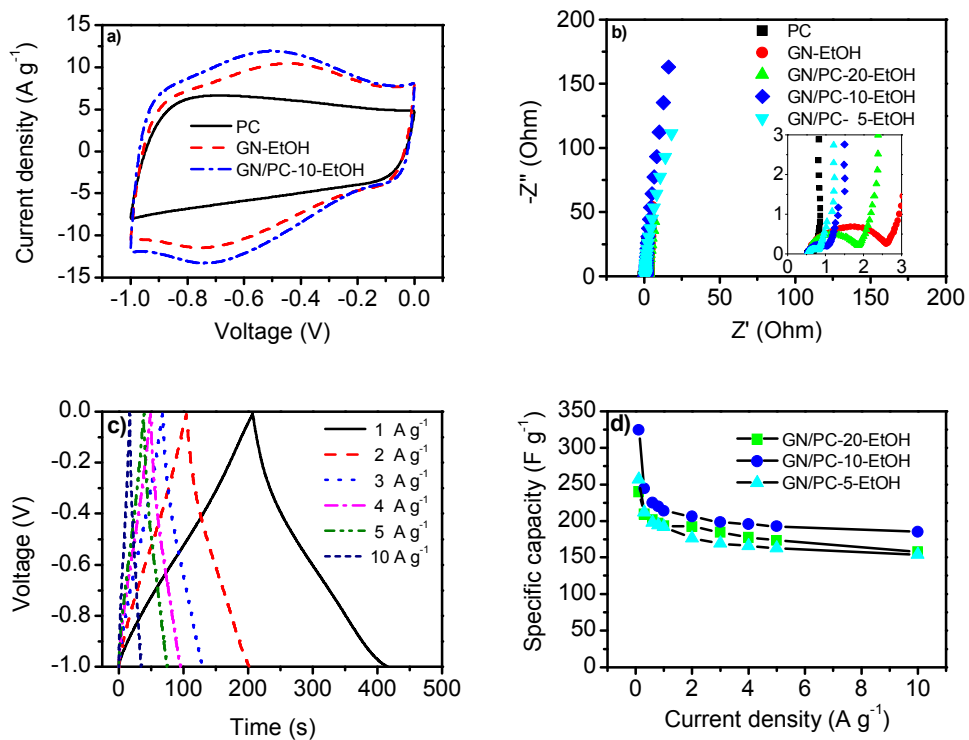 a)
15
10
5
0
-5
-10
-15
Current density (A g⁻¹)
PC
GN-EtOH
GN/PC-10-EtOH
-1.0 -0.8 -0.6 -0.4 -0.2 0.0
Voltage (V)
b)
200
150
100
50
0
-Z'' (Ohm)
PC
GN-EtOH
GN/PC-20-EtOH
GN/PC-10-EtOH
GN/PC- 5-EtOH
3
2
1
0
0 1 2 3
0 50 100 150 200
Z' (Ohm)
c)
0.0
-0.2
-0.4
-0.6
-0.8
-1.0
Voltage (V)
1 A g⁻¹
2 A g⁻¹
3 A g⁻¹
4 A g⁻¹
5 A g⁻¹
10 A g⁻¹
0 100 200 300 400 500
Time (s)
d)
350
300
250
200
150
100
50
0
Specific capacity (F g⁻¹)
GN/PC-20-EtOH
GN/PC-10-EtOH
GN/PC-5-EtOH
0 2 4 6 8 10
Current density (A g⁻¹)